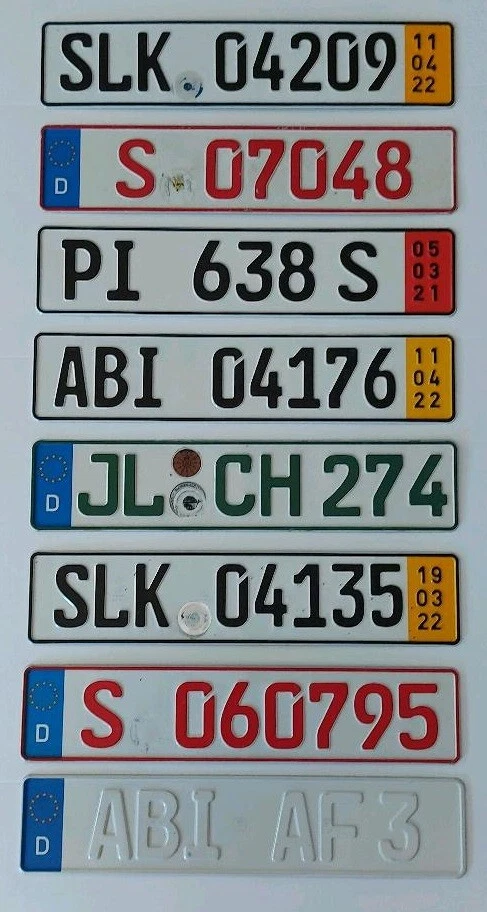 SLK 04209 11 04 22
D S 07048
PI 638 S 05 03 21
ABI 04176 11 04 22
D JL CH 274
SLK 04135 19 03 22
D S 060795
D ABI AF 3